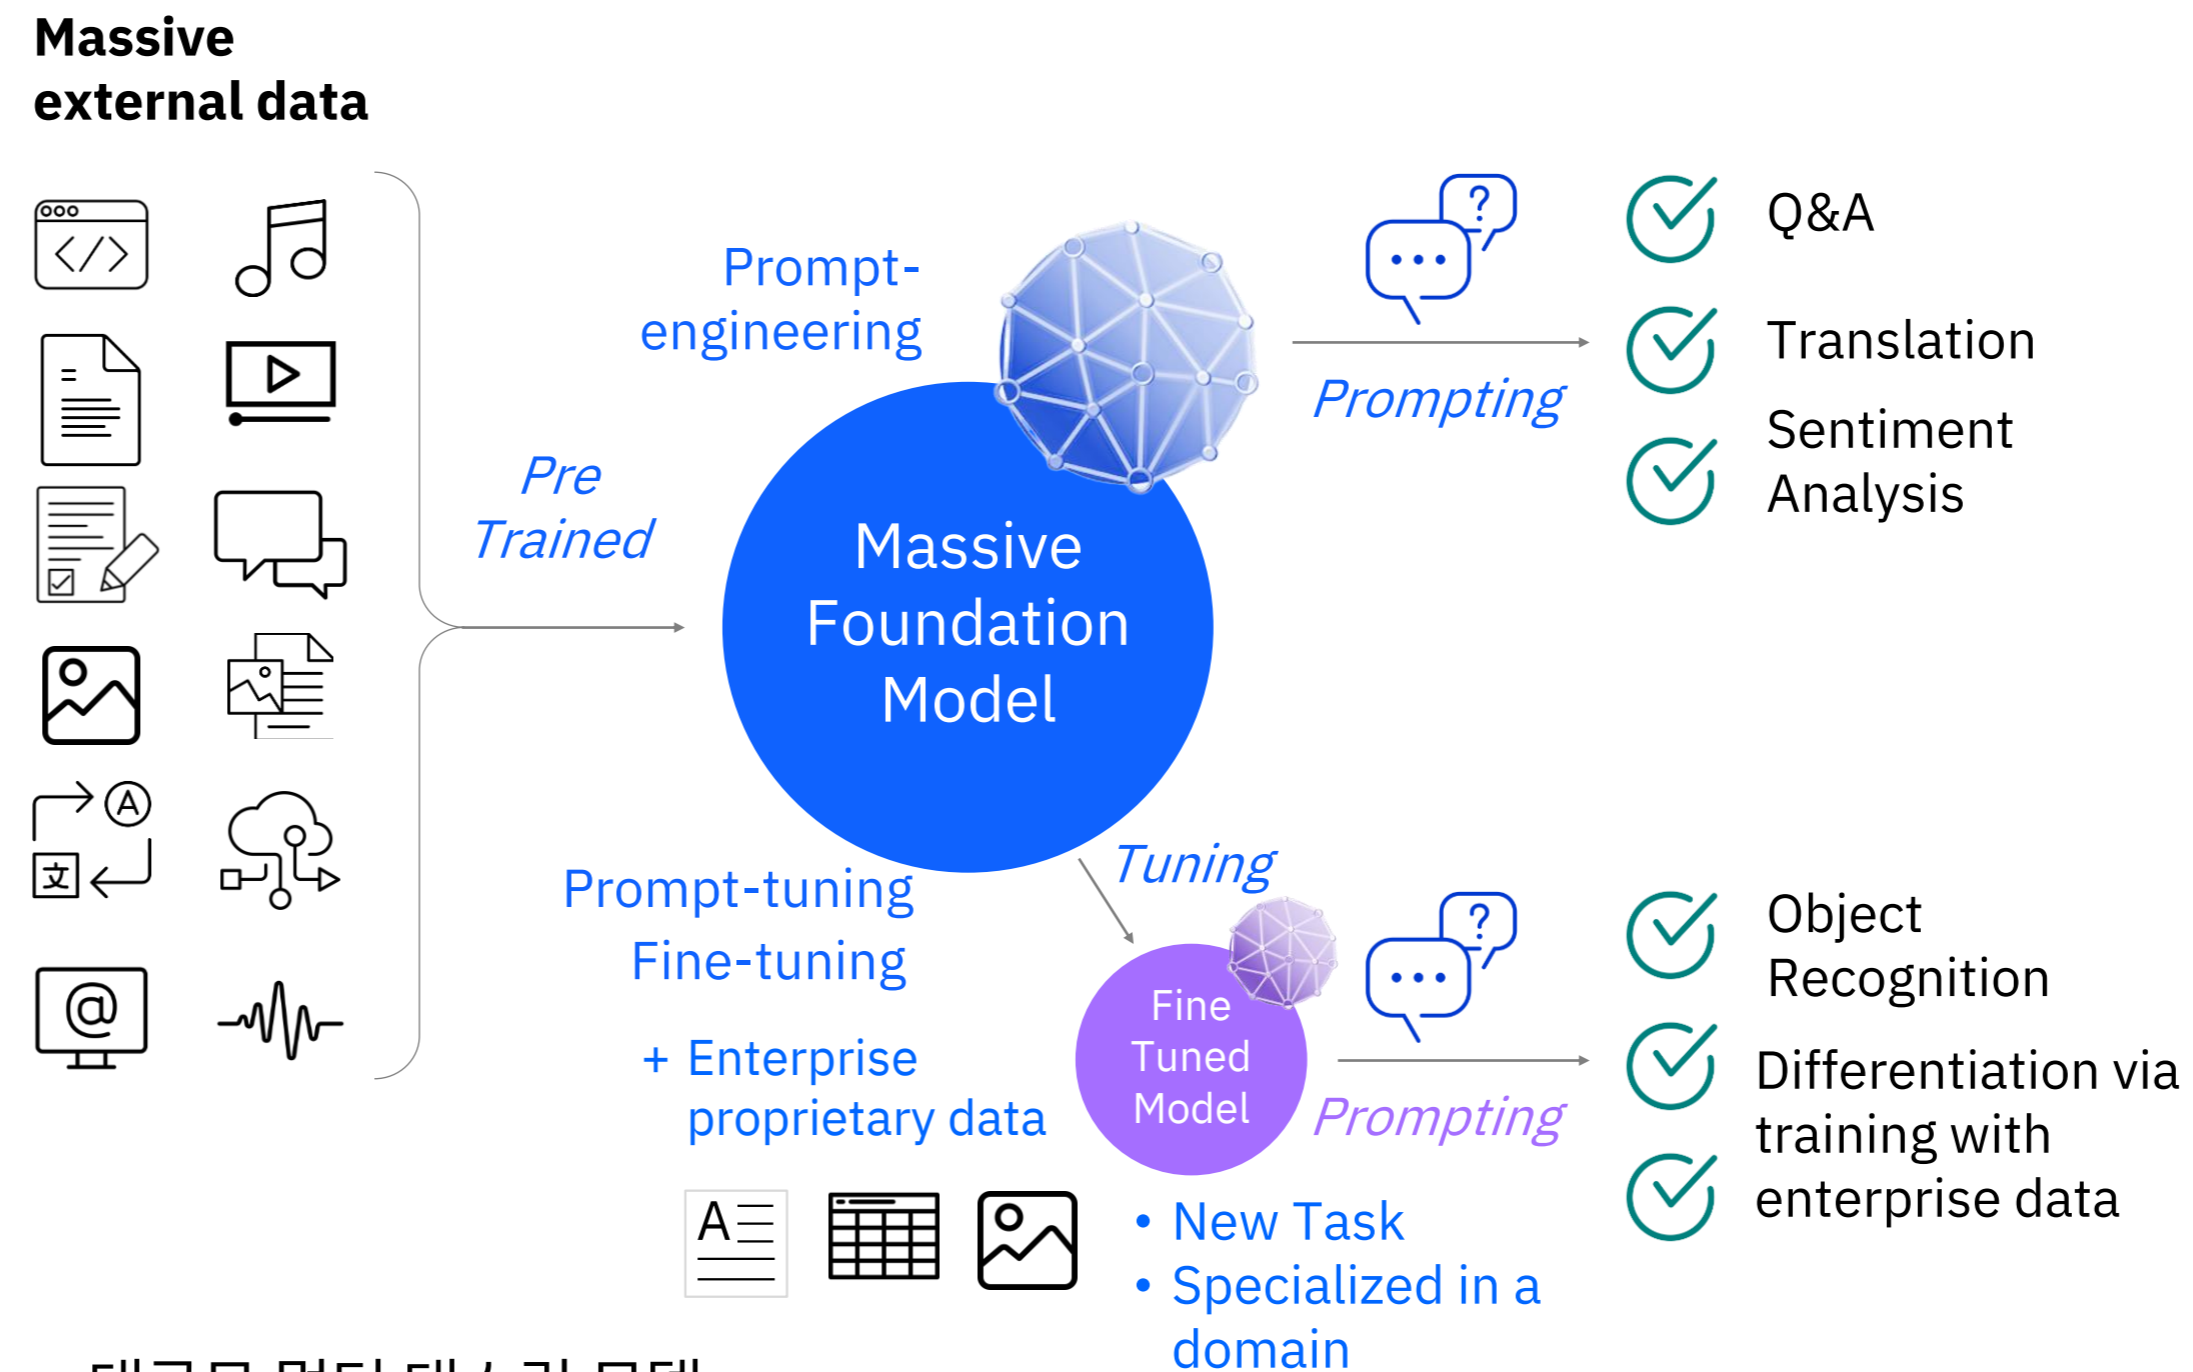 Massive
external data
Prompt-
engineering
Pre
Trained
Massive
Foundation
Model
Prompting
Q&A
Translation
Sentiment
Analysis
Prompt-tuning
Fine-tuning
+ Enterprise
proprietary data
A
Tuning
Fine
Tuned
Model
Prompting
• New Task
• Specialized in a
domain
Object
Recognition
Differentiation via
training with
enterprise data